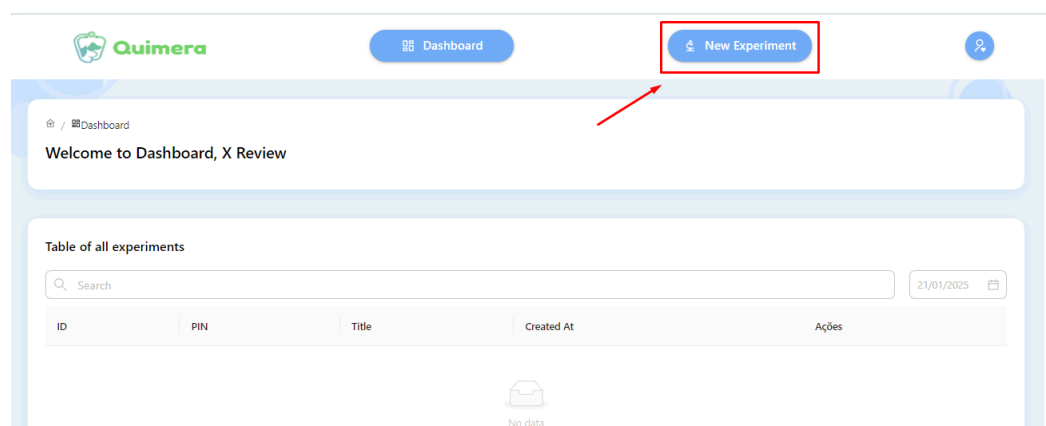 Quimera
Dashboard
New Experiment
/ Dashboard
Welcome to Dashboard, X Review
Table of all experiments
Search
21/01/2025
ID PIN Title Created At Ações
No data